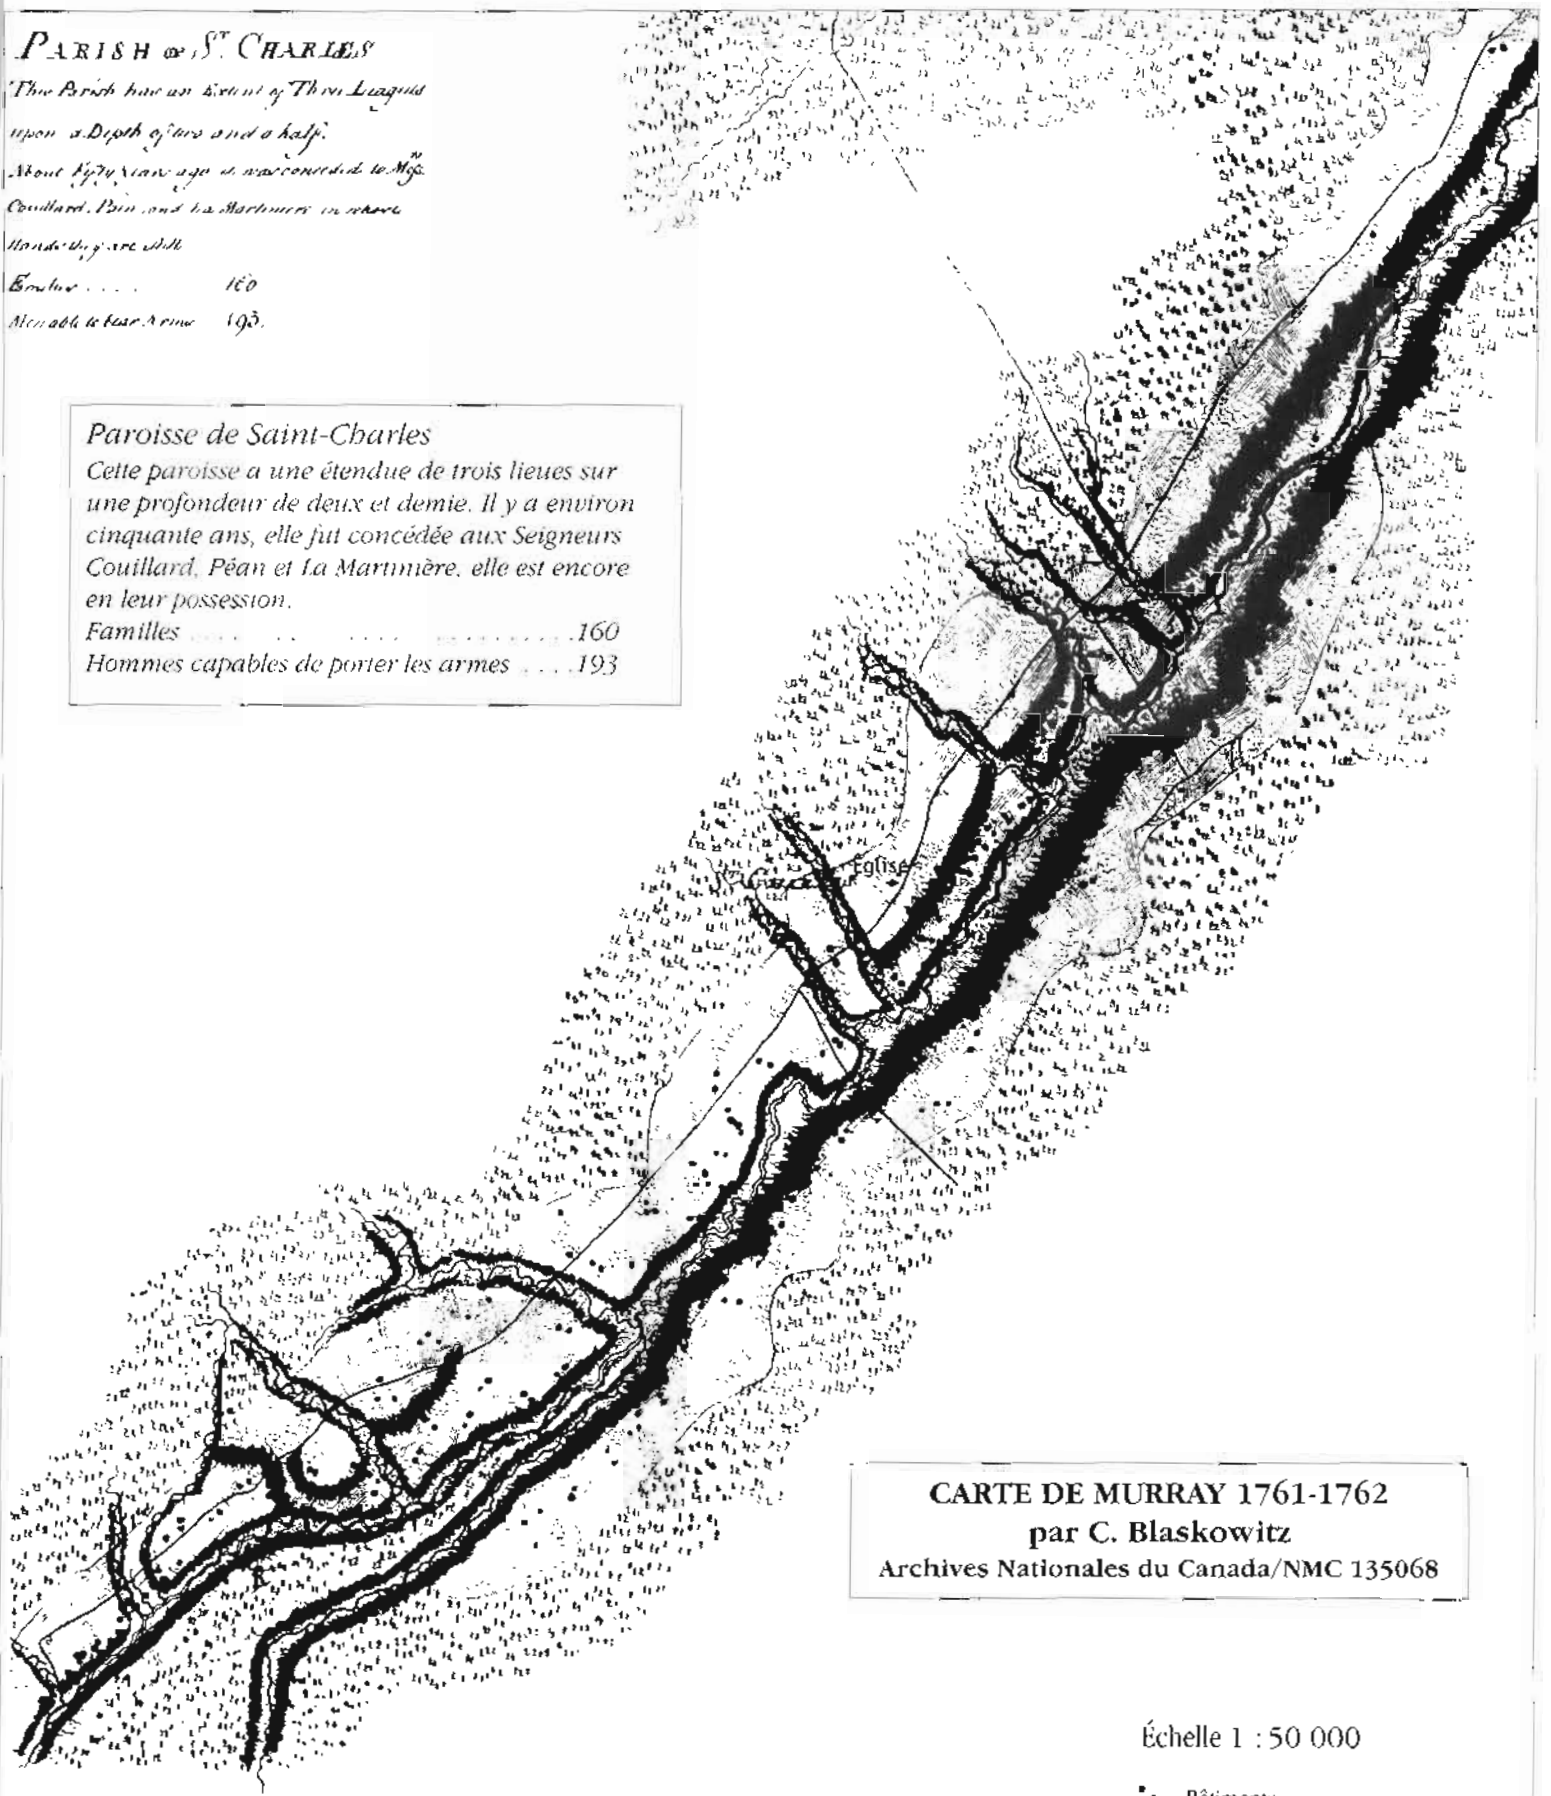 PARISH OF S.T CHARLES
This Parish has an Extent of Three Leagues
upon a Depth of two and a half.
About fifty Years ago it was conceded to Mess.rs
Couillard, Péan and La Martiniere in whose
Hands they are still
Families .... 160
Men able to bear Arms 193.
Paroisse de Saint-Charles
Cette paroisse a une étendue de trois lieues sur
une profondeur de deux et demie. Il y a environ
cinquante ans, elle fut concédée aux Seigneurs
Couillard, Péan et La Martinière, elle est encore
en leur possession.
Familles .... .. .... ..........160
Hommes capables de porter les armes ....193
Eglise
CARTE DE MURRAY 1761-1762
par C. Blaskowitz
Archives Nationales du Canada/NMC 135068
Échelle 1 : 50 000
Bâtiments